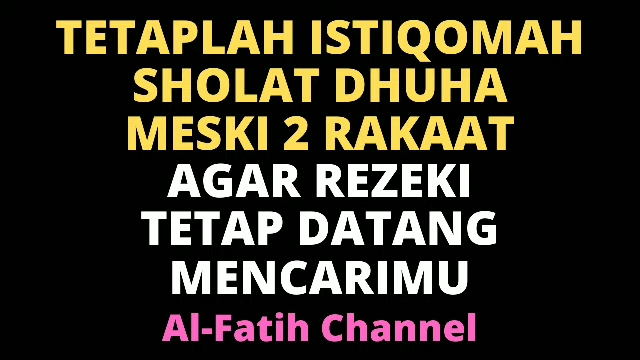 TETAPLAH ISTIQOMAH
SHOLAT DHUHA
MESKI 2 RAKAAT
AGAR REZEKI
TETAP DATANG
MENCARIMU
Al-Fatih Channel